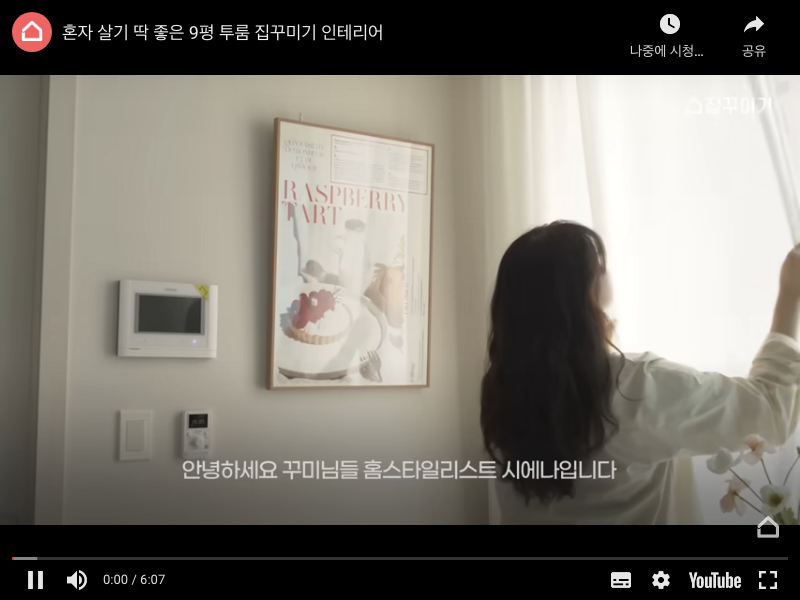 혼자 살기 딱 좋은 9평 투룸 집꾸미기 인테리어
나중에 시청...
공유
집꾸미기
RASPBERRY
TART
안녕하세요 꾸미님들 홈스타일리스트 시에나입니다
0:00 / 6:07
YouTube